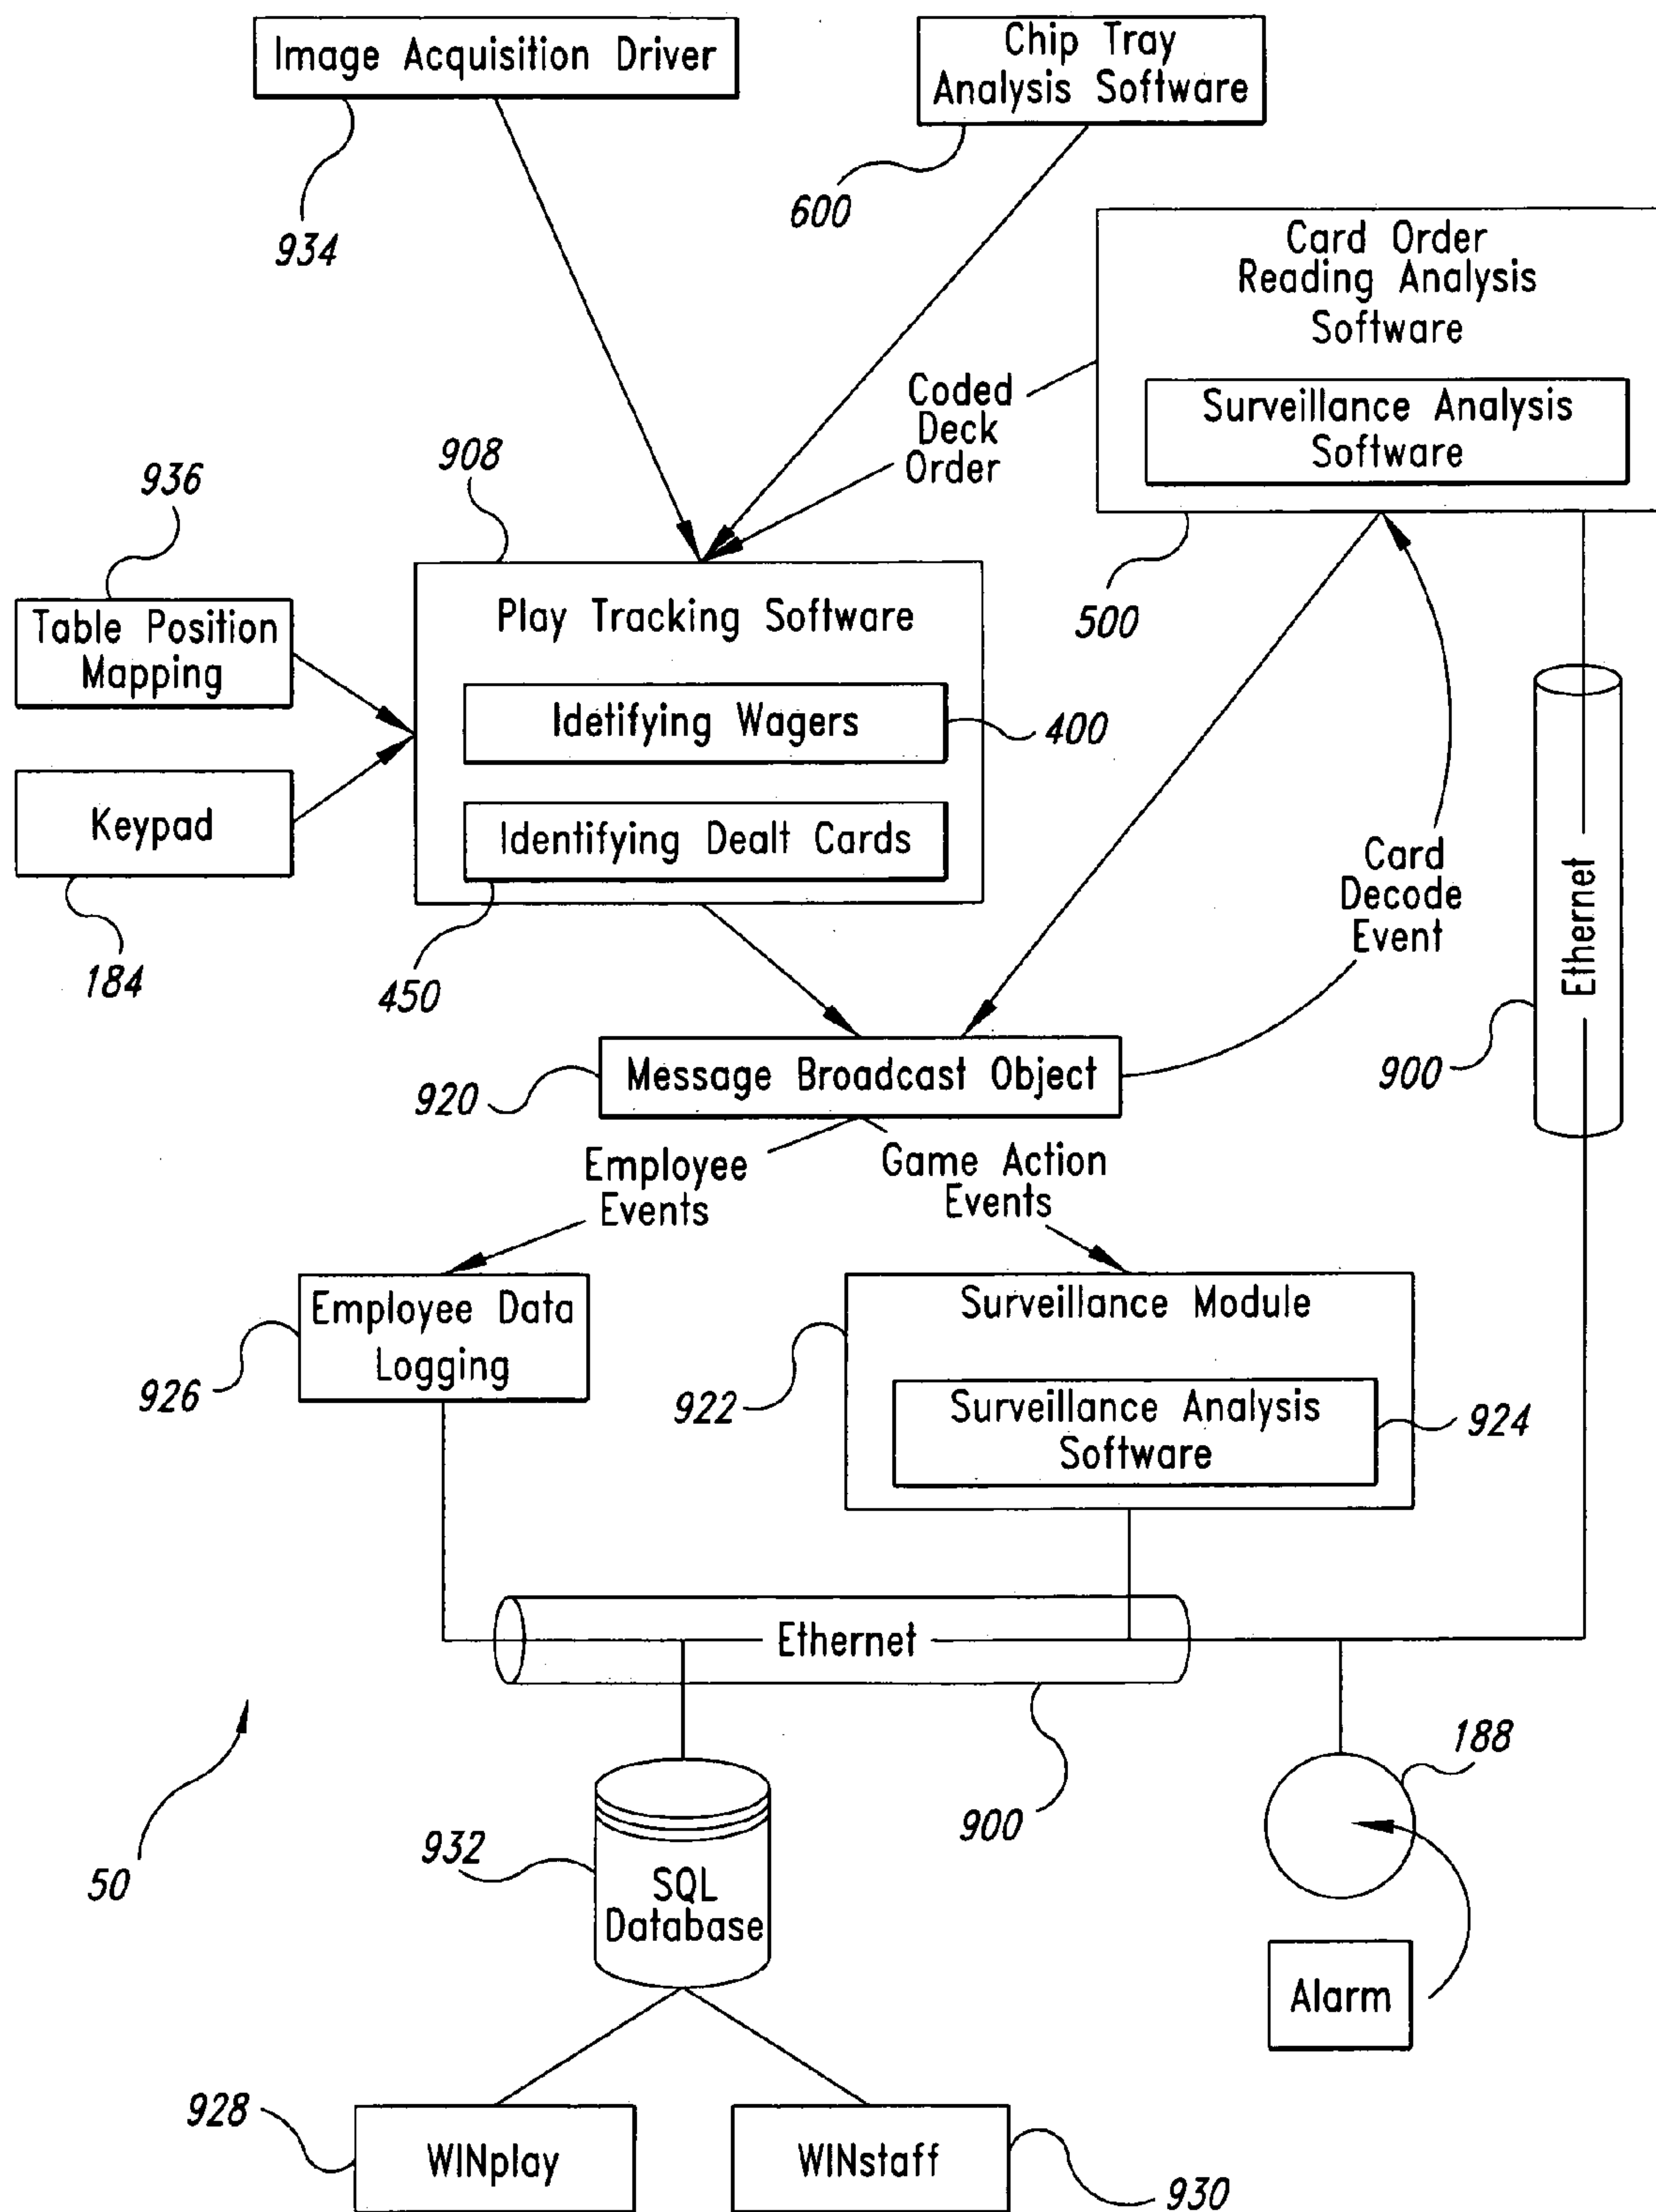 Image Acquisition Driver
934
Chip Tray
Analysis Software
600
Card Order
Reading Analysis
Software
Surveillance Analysis
Software
500
Coded
Deck
Order
908
936
Table Position
Mapping
Keypad
184
Play Tracking Software
Idetifying Wagers
400
Identifying Dealt Cards
450
Card
Decode
Event
Ethernet
900
Message Broadcast Object
920
Employee
Events
Game Action
Events
Employee Data
Logging
926
Surveillance Module
922
Surveillance Analysis
Software
924
Ethernet
900
50
932
SQL
Database
188
Alarm
928
WINplay
WINstaff
930